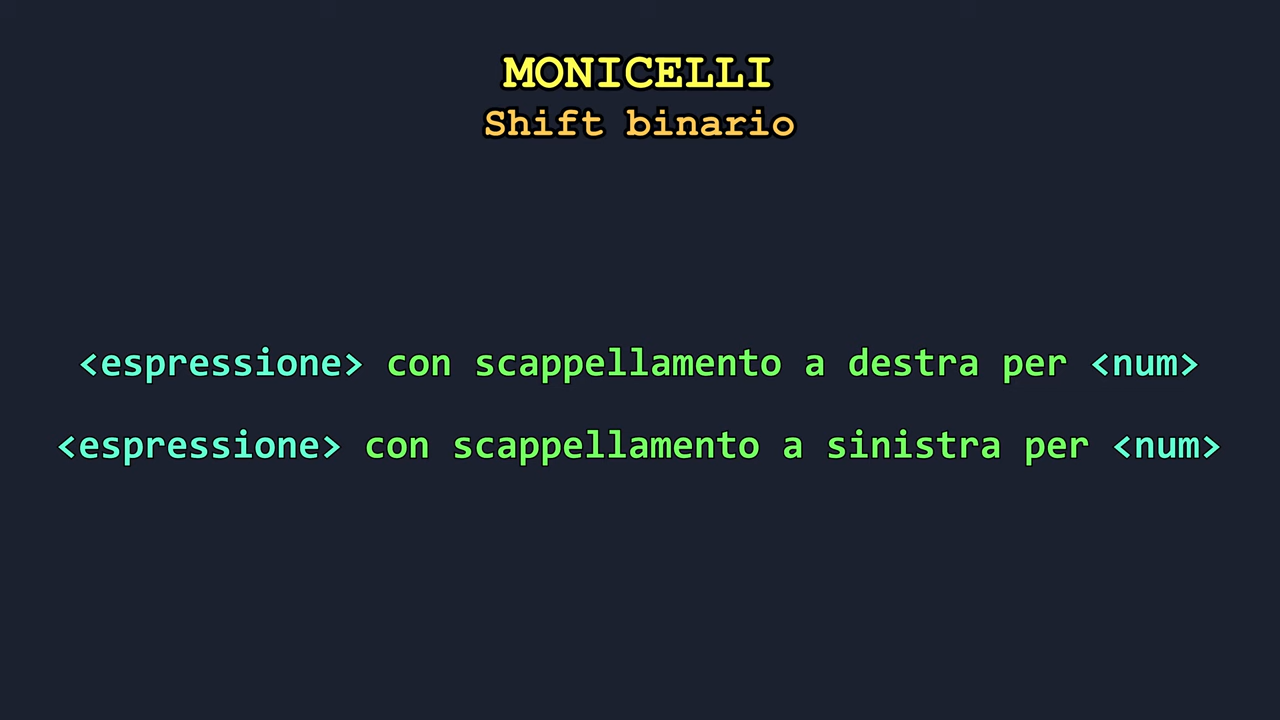 MONICELLI
Shift binario
<espressione> con scappellamento a destra per <num>
<espressione> con scappellamento a sinistra per <num>